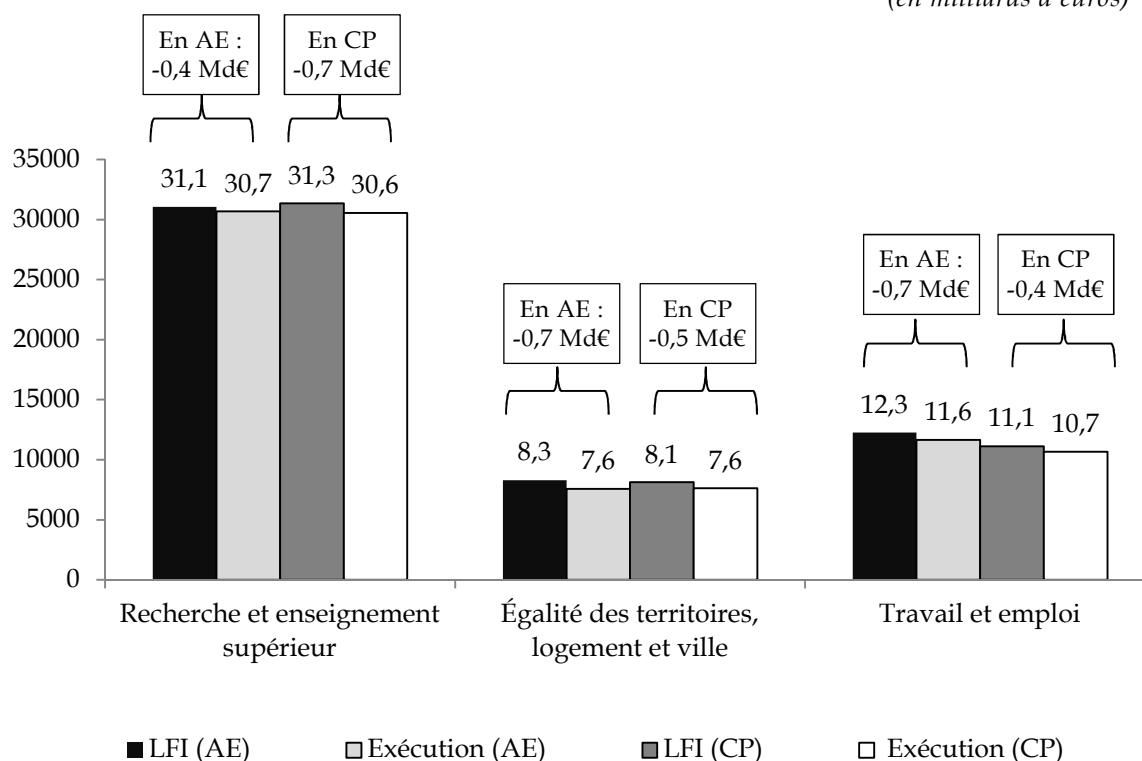 (en milliards d'euros)
En AE :
-0,4 Md€
En CP
-0,7 Md€
35000
30000
25000
20000
15000
10000
5000
0
31,1
30,7
31,3
30,6
En AE :
-0,7 Md€
En CP
-0,5 Md€
8,3
7,6
8,1
7,6
En AE :
-0,7 Md€
En CP
-0,4 Md€
12,3
11,6
11,1
10,7
Recherche et enseignement
supérieur
Égalité des territoires,
logement et ville
Travail et emploi
LFI (AE)
Exécution (AE)
LFI (CP)
Exécution (CP)